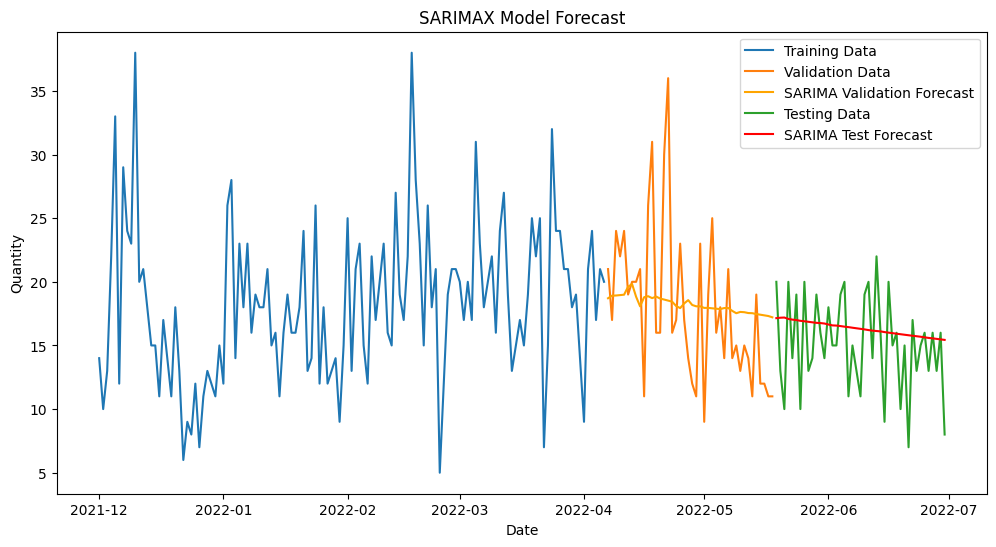 SARIMAX Model Forecast
Training Data
Validation Data
SARIMA Validation Forecast
Testing Data
SARIMA Test Forecast
Quantity
35
30
25
20
15
10
5
2021-12
2022-01
2022-02
2022-03
2022-04
2022-05
2022-06
2022-07
Date